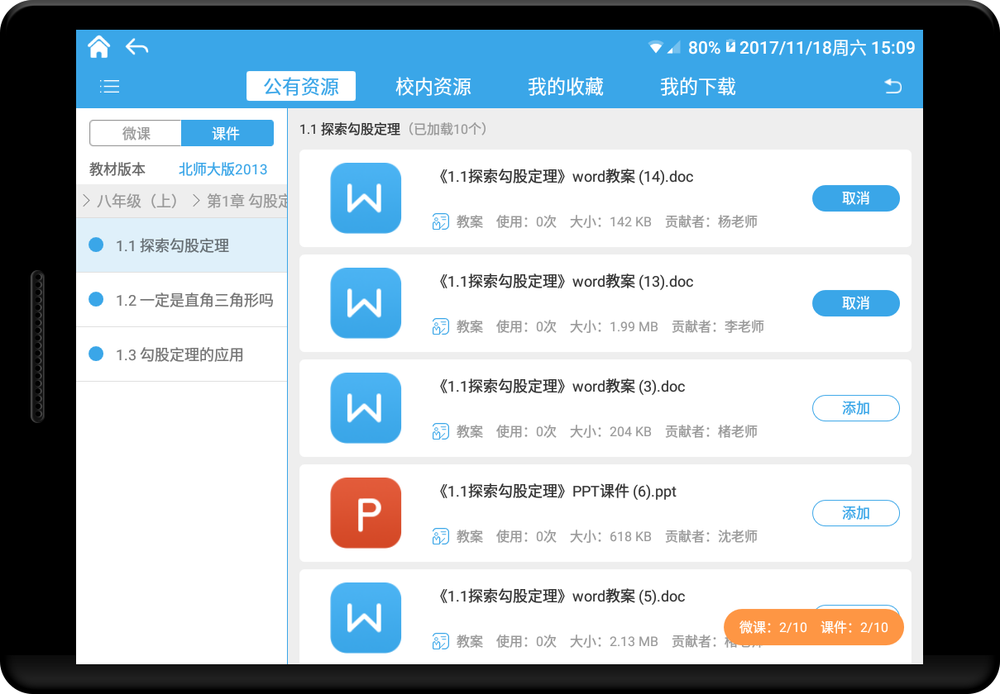 80% 2017/11/18周六 15:09
公有资源 校内资源 我的收藏 我的下载
微课 课件
教材版本 北师大版2013
八年级（上） 第1章 勾股定
1.1 探索勾股定理
1.2 一定是直角三角形吗
1.3 勾股定理的应用
1.1 探索勾股定理（已加载10个）
《1.1探索勾股定理》word教案 (14).doc
教案 使用：0次 大小：142 KB 贡献者：杨老师
取消
《1.1探索勾股定理》word教案 (13).doc
教案 使用：0次 大小：1.99 MB 贡献者：李老师
取消
《1.1探索勾股定理》word教案 (3).doc
教案 使用：0次 大小：204 KB 贡献者：楮老师
添加
《1.1探索勾股定理》PPT课件 (6).ppt
教案 使用：0次 大小：618 KB 贡献者：沈老师
添加
《1.1探索勾股定理》word教案 (5).doc
教案 使用：0次 大小：2.13 MB 贡献者：
微课：2/10 课件：2/10